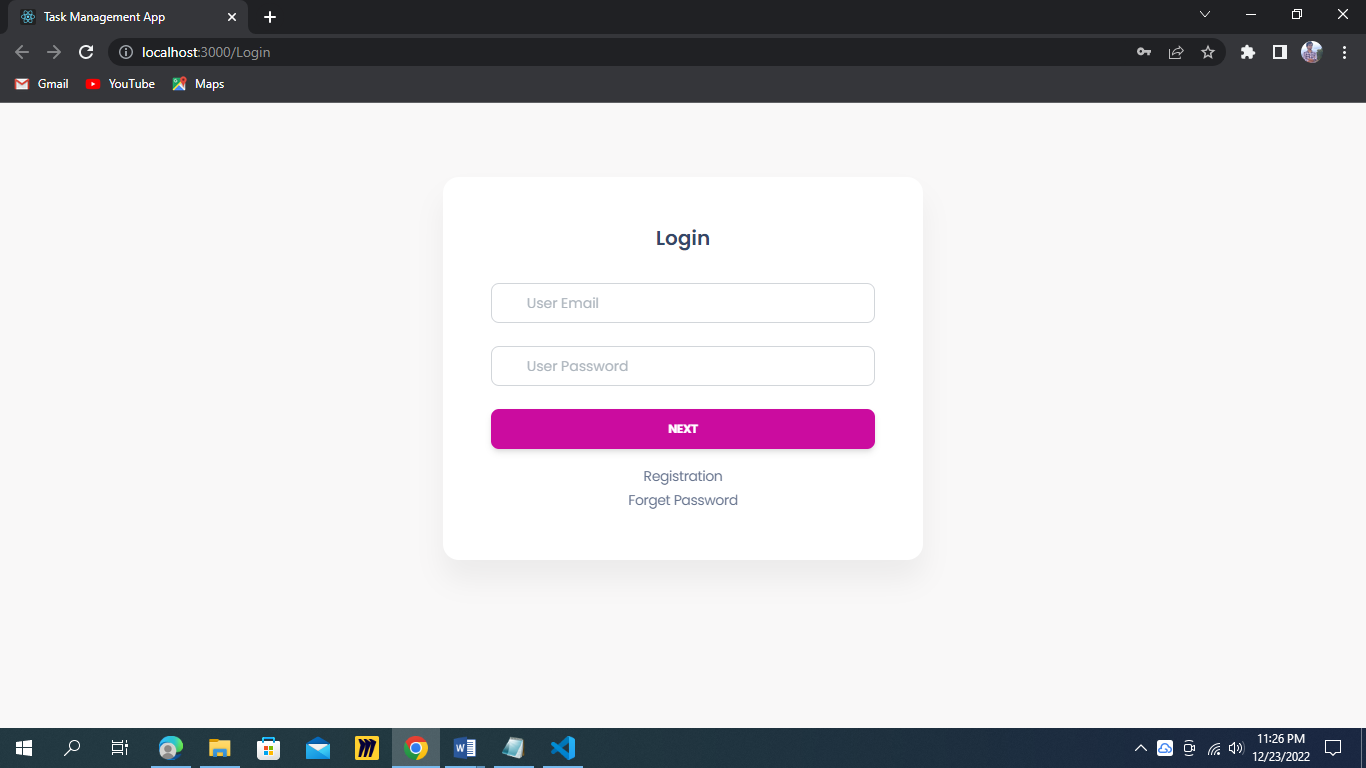 Task Management App
localhost:3000/Login
Gmail YouTube Maps
Login
User Email
User Password
NEXT
Registration
Forget Password
11:26 PM
12/23/2022